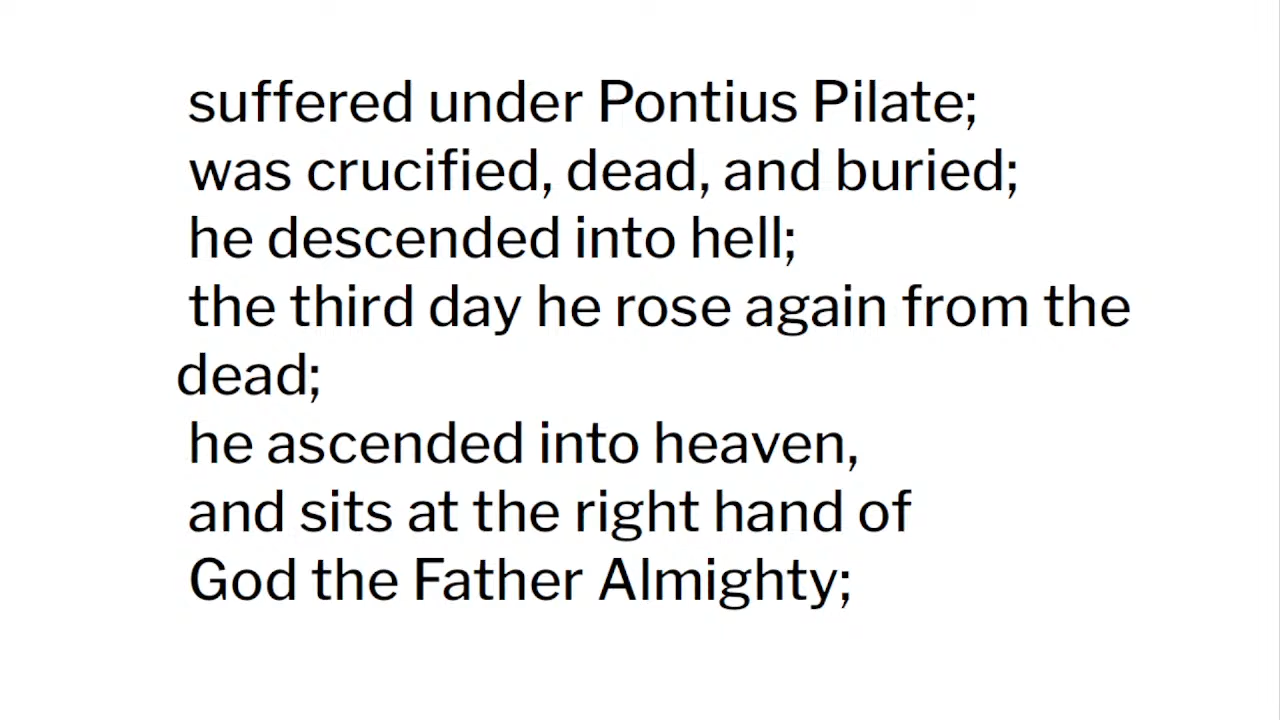 suffered under Pontius Pilate;
was crucified, dead, and buried;
he descended into hell;
the third day he rose again from the
dead;
he ascended into heaven,
and sits at the right hand of
God the Father Almighty;